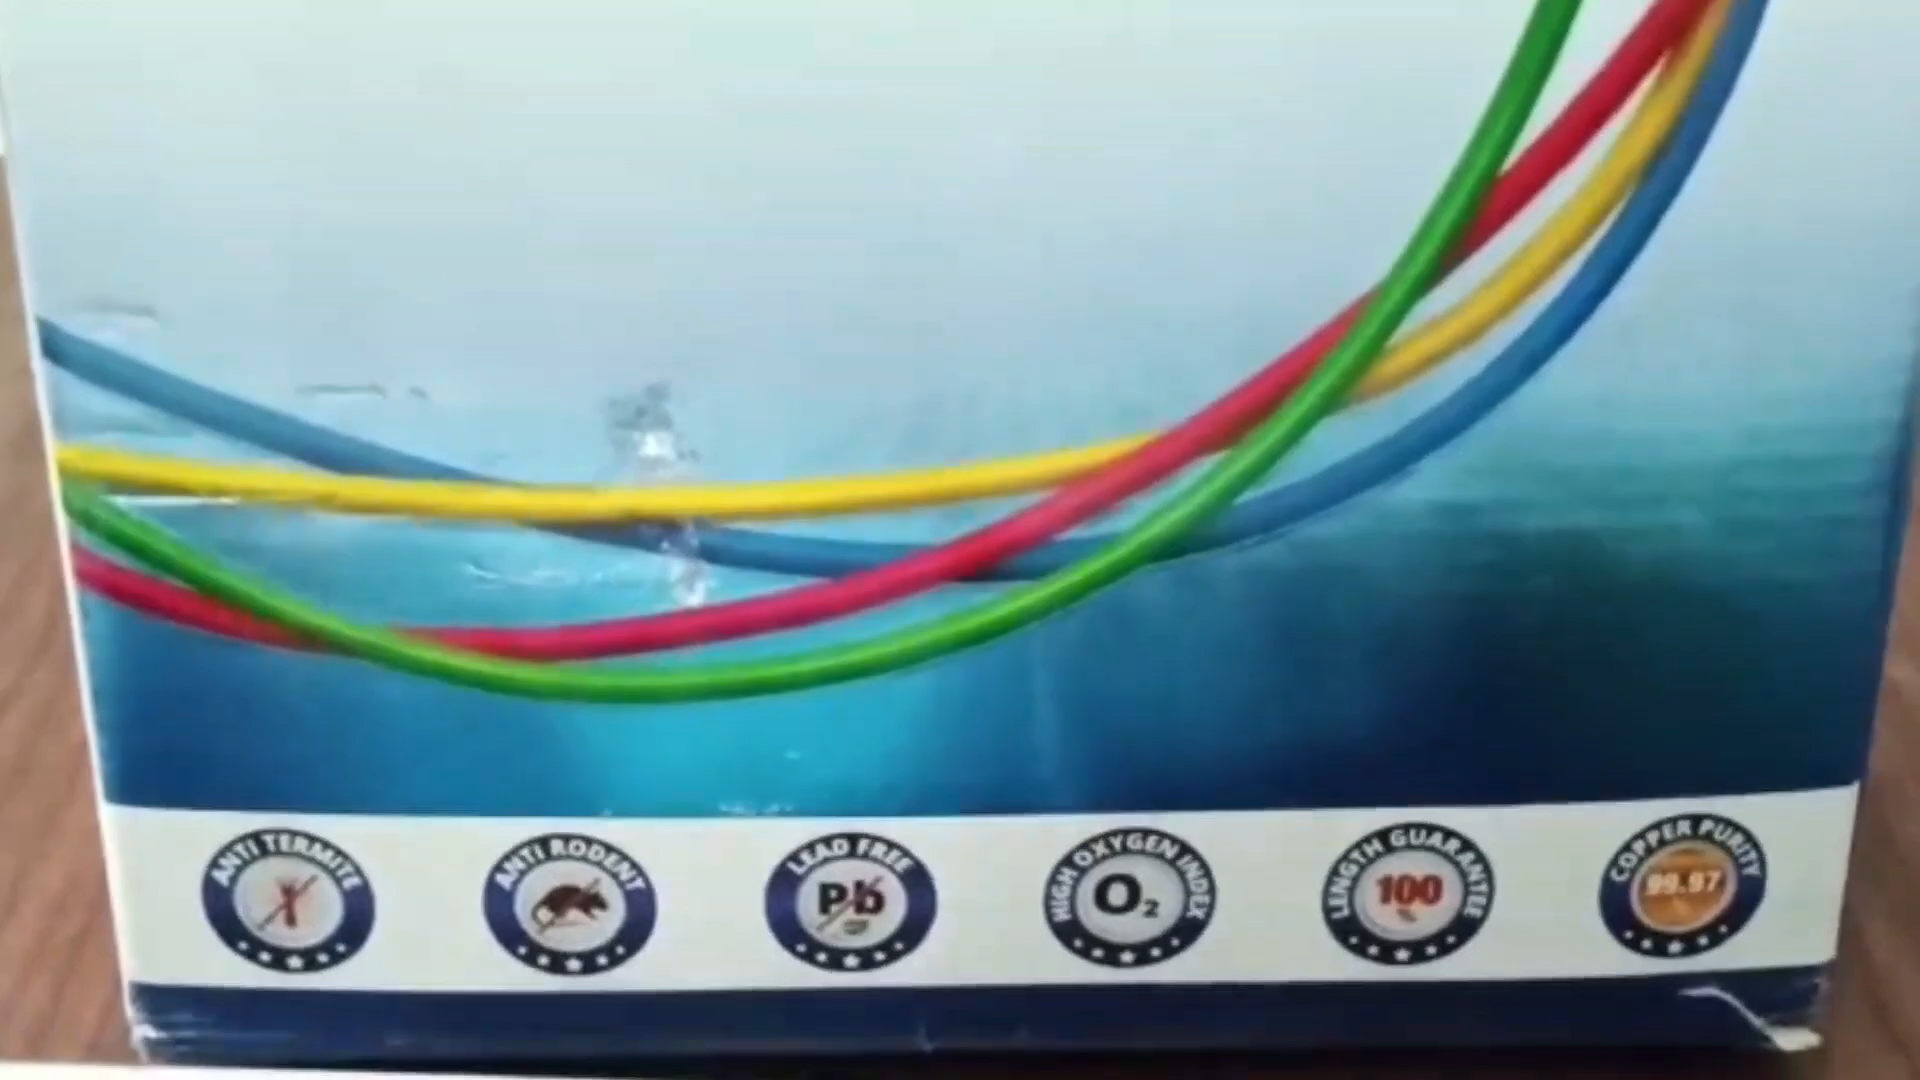 ANTI TERMITE
ANTI RODENT
LEAD FREE
Pb
HIGH OXYGEN INDEX
O₂
LENGTH GUARANTEE
100
%
COPPER PURITY
99.97
%